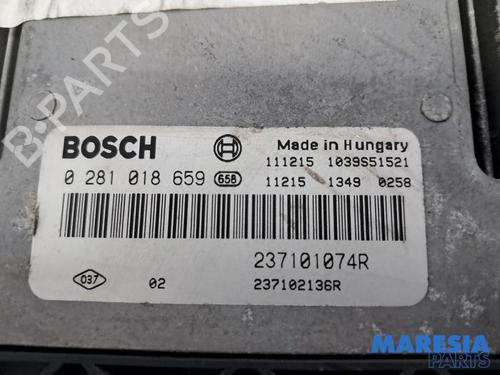 B-PARTS
BOSCH
Made in Hungary
111215 1039S51521
0 281 018 659 65B 11215 1349 0258
237101074R
037 02 237102136R
MARESIA
PARTS